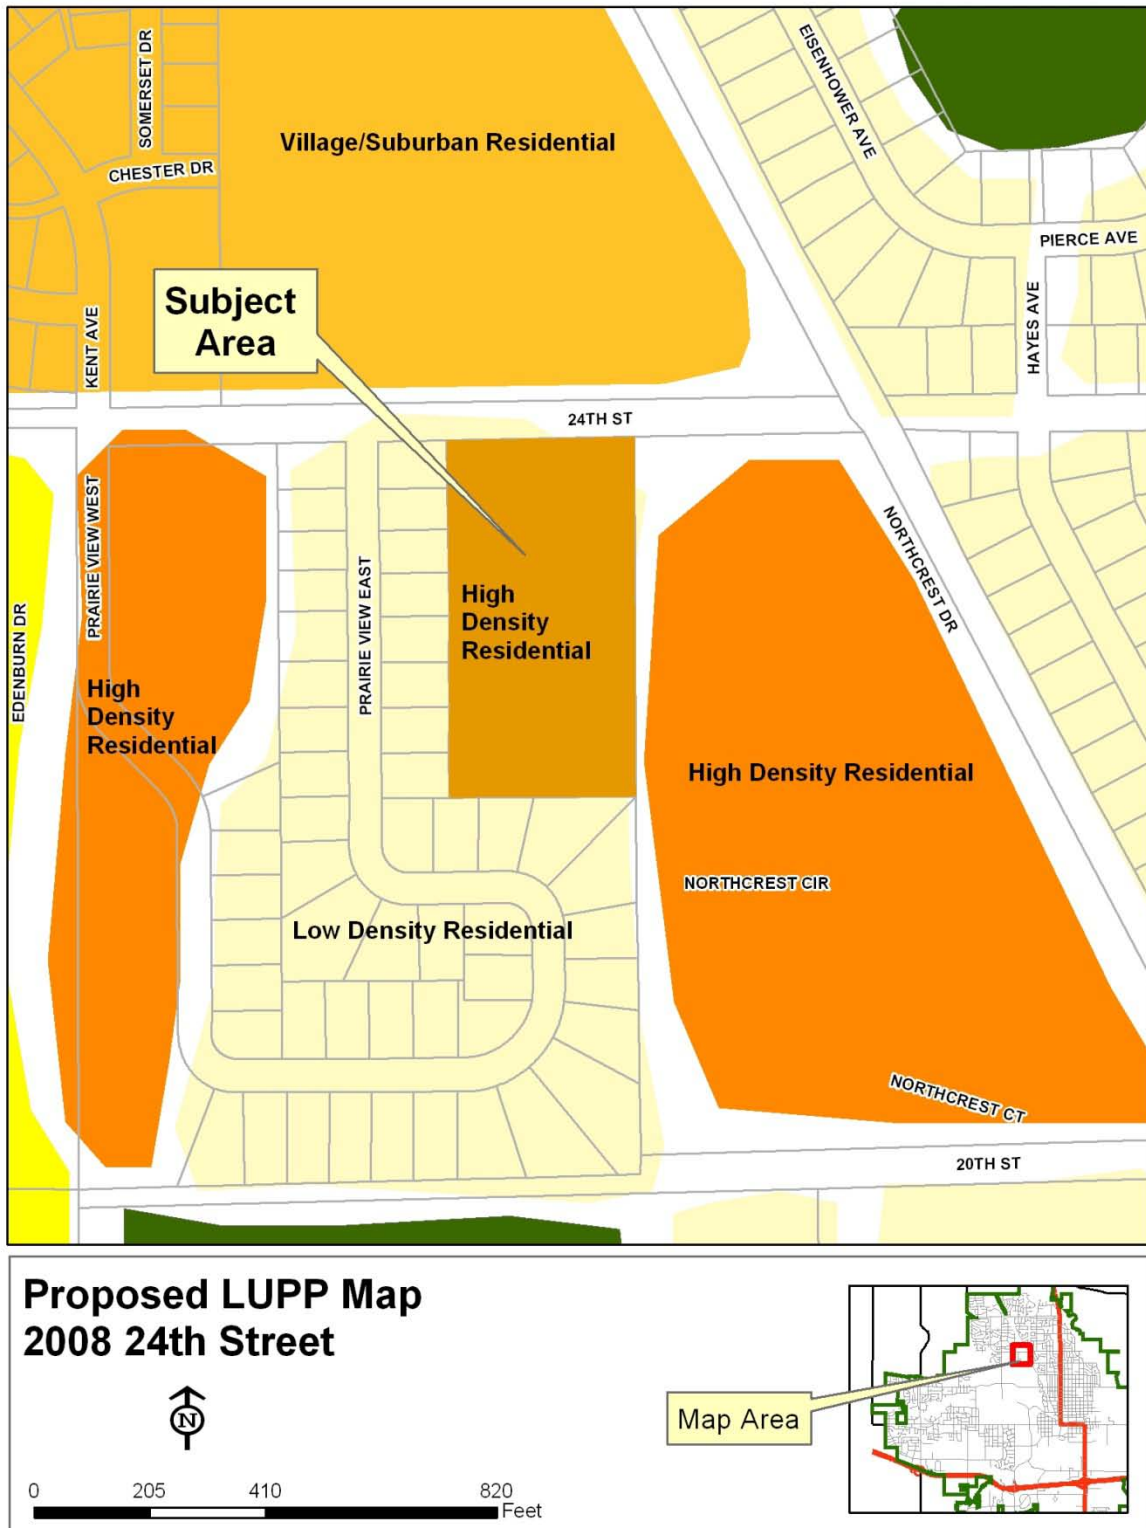 SOMERSET DR
EISENHOWER AVE
Village/Suburban Residential
CHESTER DR
PIERCE AVE
Subject
Area
KENT AVE
HAYES AVE
24TH ST
PRAIRIE VIEW WEST
NORTHCREST DR
PRAIRIE VIEW EAST
High
Density
Residential
EDENBURN DR
High
Density
Residential
High Density Residential
NORTHCREST CIR
Low Density Residential
NORTHCREST CT
20TH ST
Proposed LUPP Map
2008 24th Street
N
Map Area
0 205 410 820
Feet